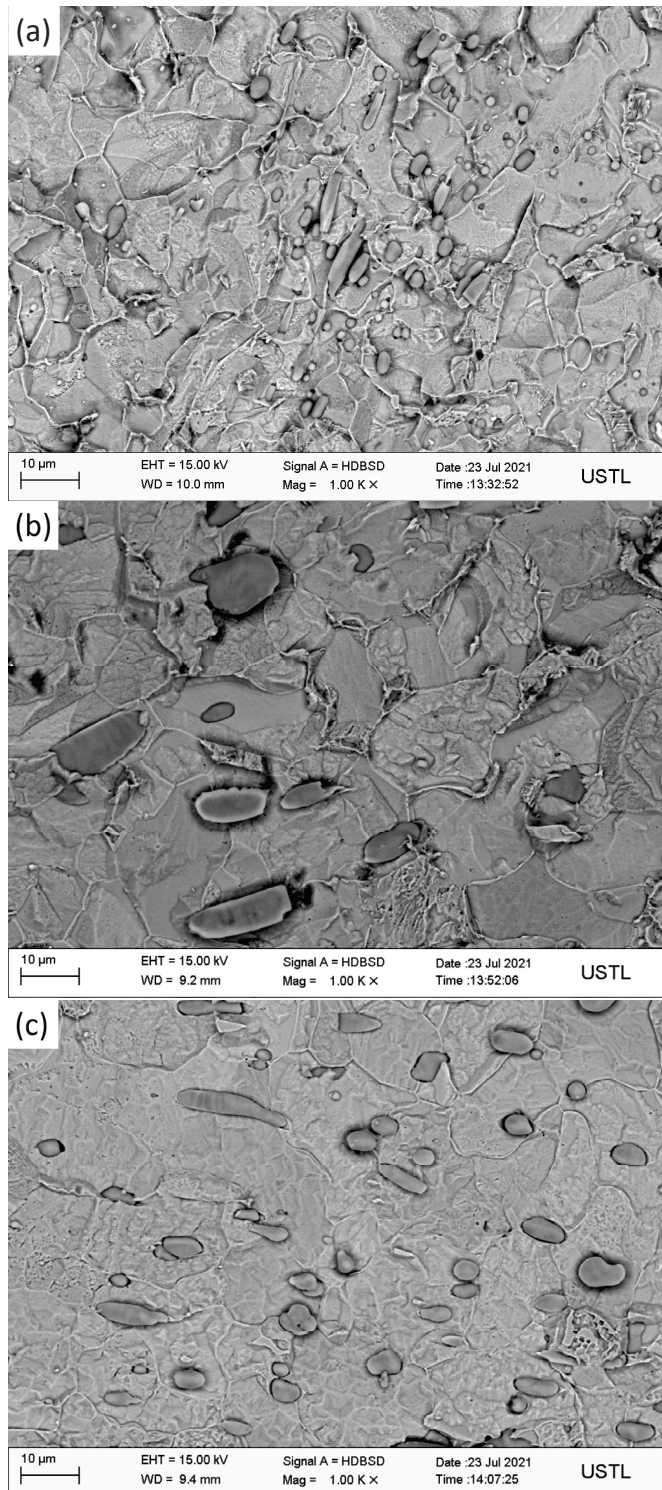 (a)
10 µm
EHT = 15.00 kV
WD = 10.0 mm
Signal A = HDBSD
Mag = 1.00 K ×
Date :23 Jul 2021
Time :13:32:52
USTL
(b)
10 µm
EHT = 15.00 kV
WD = 9.2 mm
Signal A = HDBSD
Mag = 1.00 K ×
Date :23 Jul 2021
Time :13:52:06
USTL
(c)
10 µm
EHT = 15.00 kV
WD = 9.4 mm
Signal A = HDBSD
Mag = 1.00 K ×
Date :23 Jul 2021
Time :14:07:25
USTL